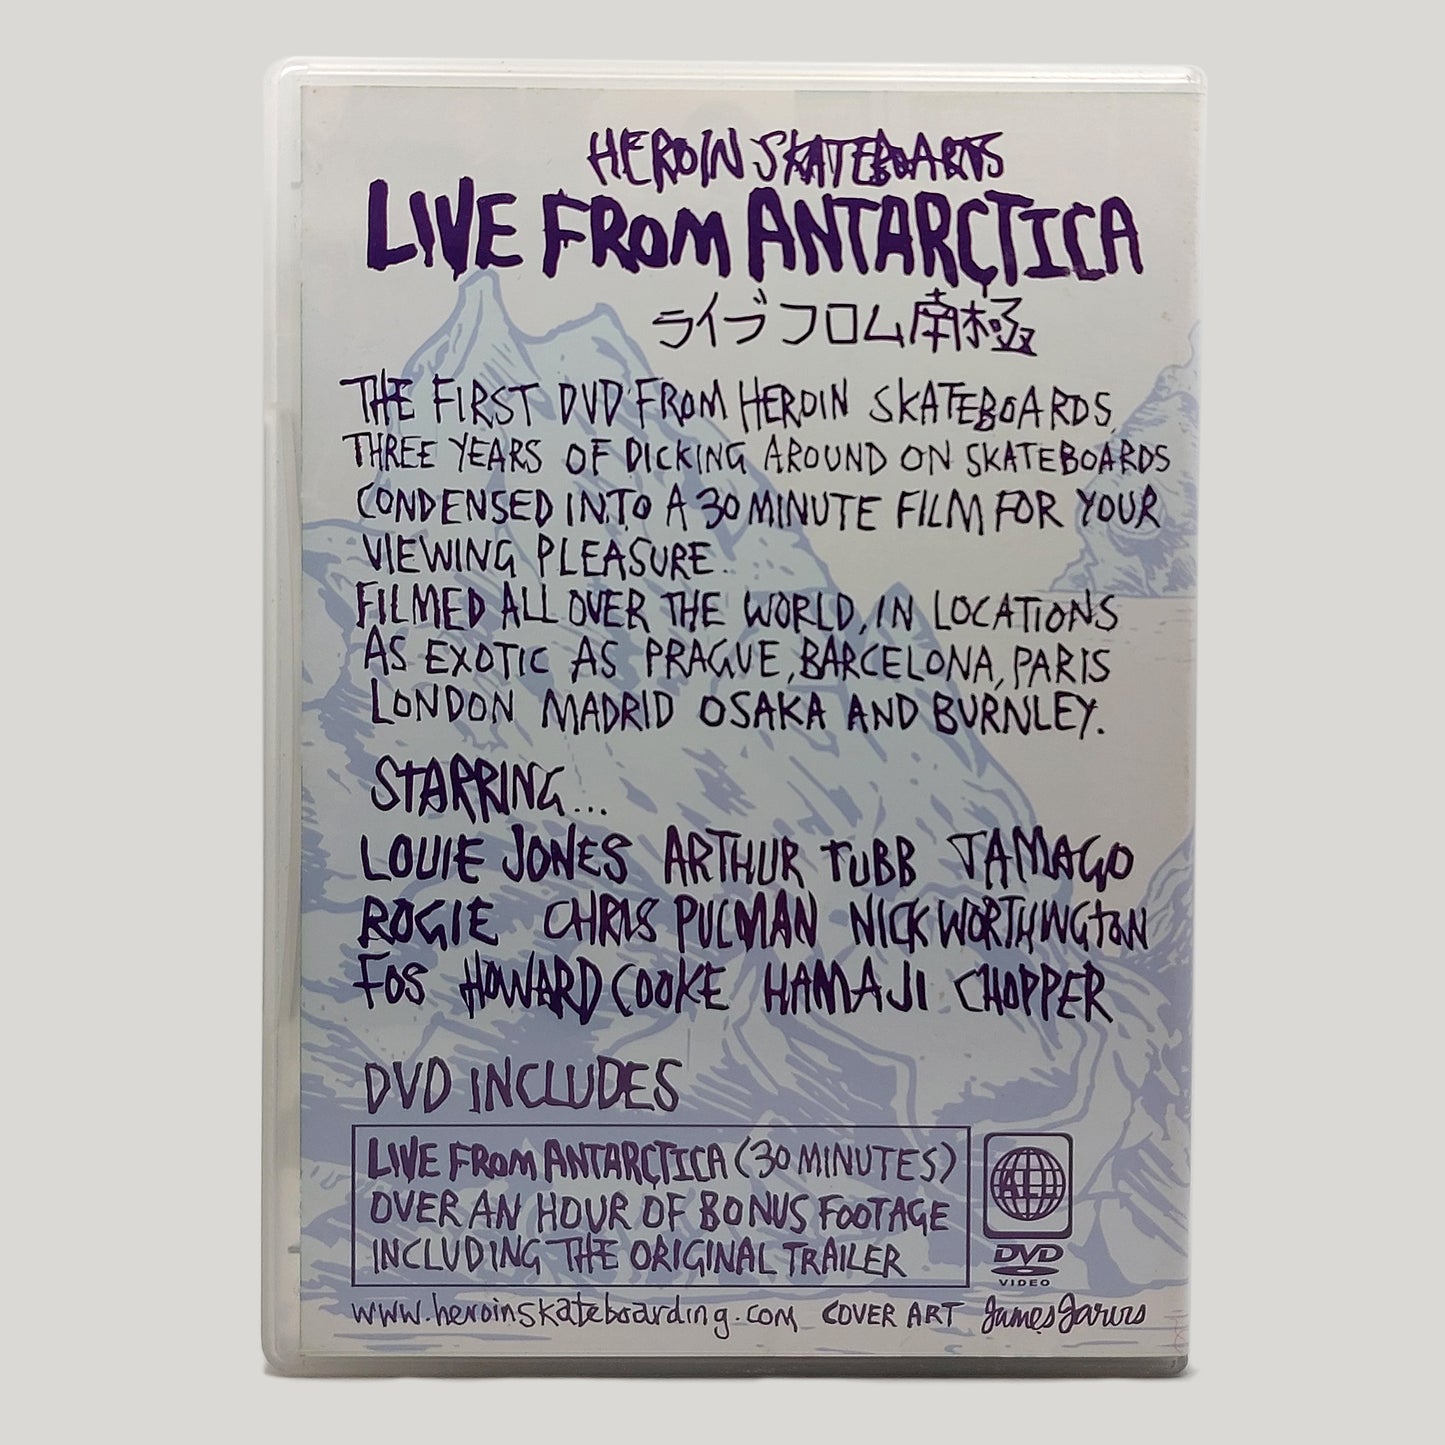 HEROIN SKATEBOARDS
LIVE FROM ANTARCTICA
ライブフロム南極
THE FIRST DVD FROM HEROIN SKATEBOARDS,
THREE YEARS OF DICKING AROUND ON SKATEBOARDS
CONDENSED INTO A 30 MINUTE FILM FOR YOUR
VIEWING PLEASURE.
FILMED ALL OVER THE WORLD, IN LOCATIONS
AS EXOTIC AS PRAGUE, BARCELONA, PARIS
LONDON MADRID OSAKA AND BURNLEY.
STARRING...
LOUIE JONES ARTHUR TUBB TAMAGO
ROGIE CHRIS PULMAN NICK WORTHINGTON
FOS HOWARD COOKE HAMAJI CHOPPER
DVD INCLUDES
LIVE FROM ANTARCTICA (30 MINUTES)
OVER AN HOUR OF BONUS FOOTAGE
INCLUDING THE ORIGINAL TRAILER
ALL
DVD
VIDEO
www.heroinskateboarding.com COVER ART James Jarvis